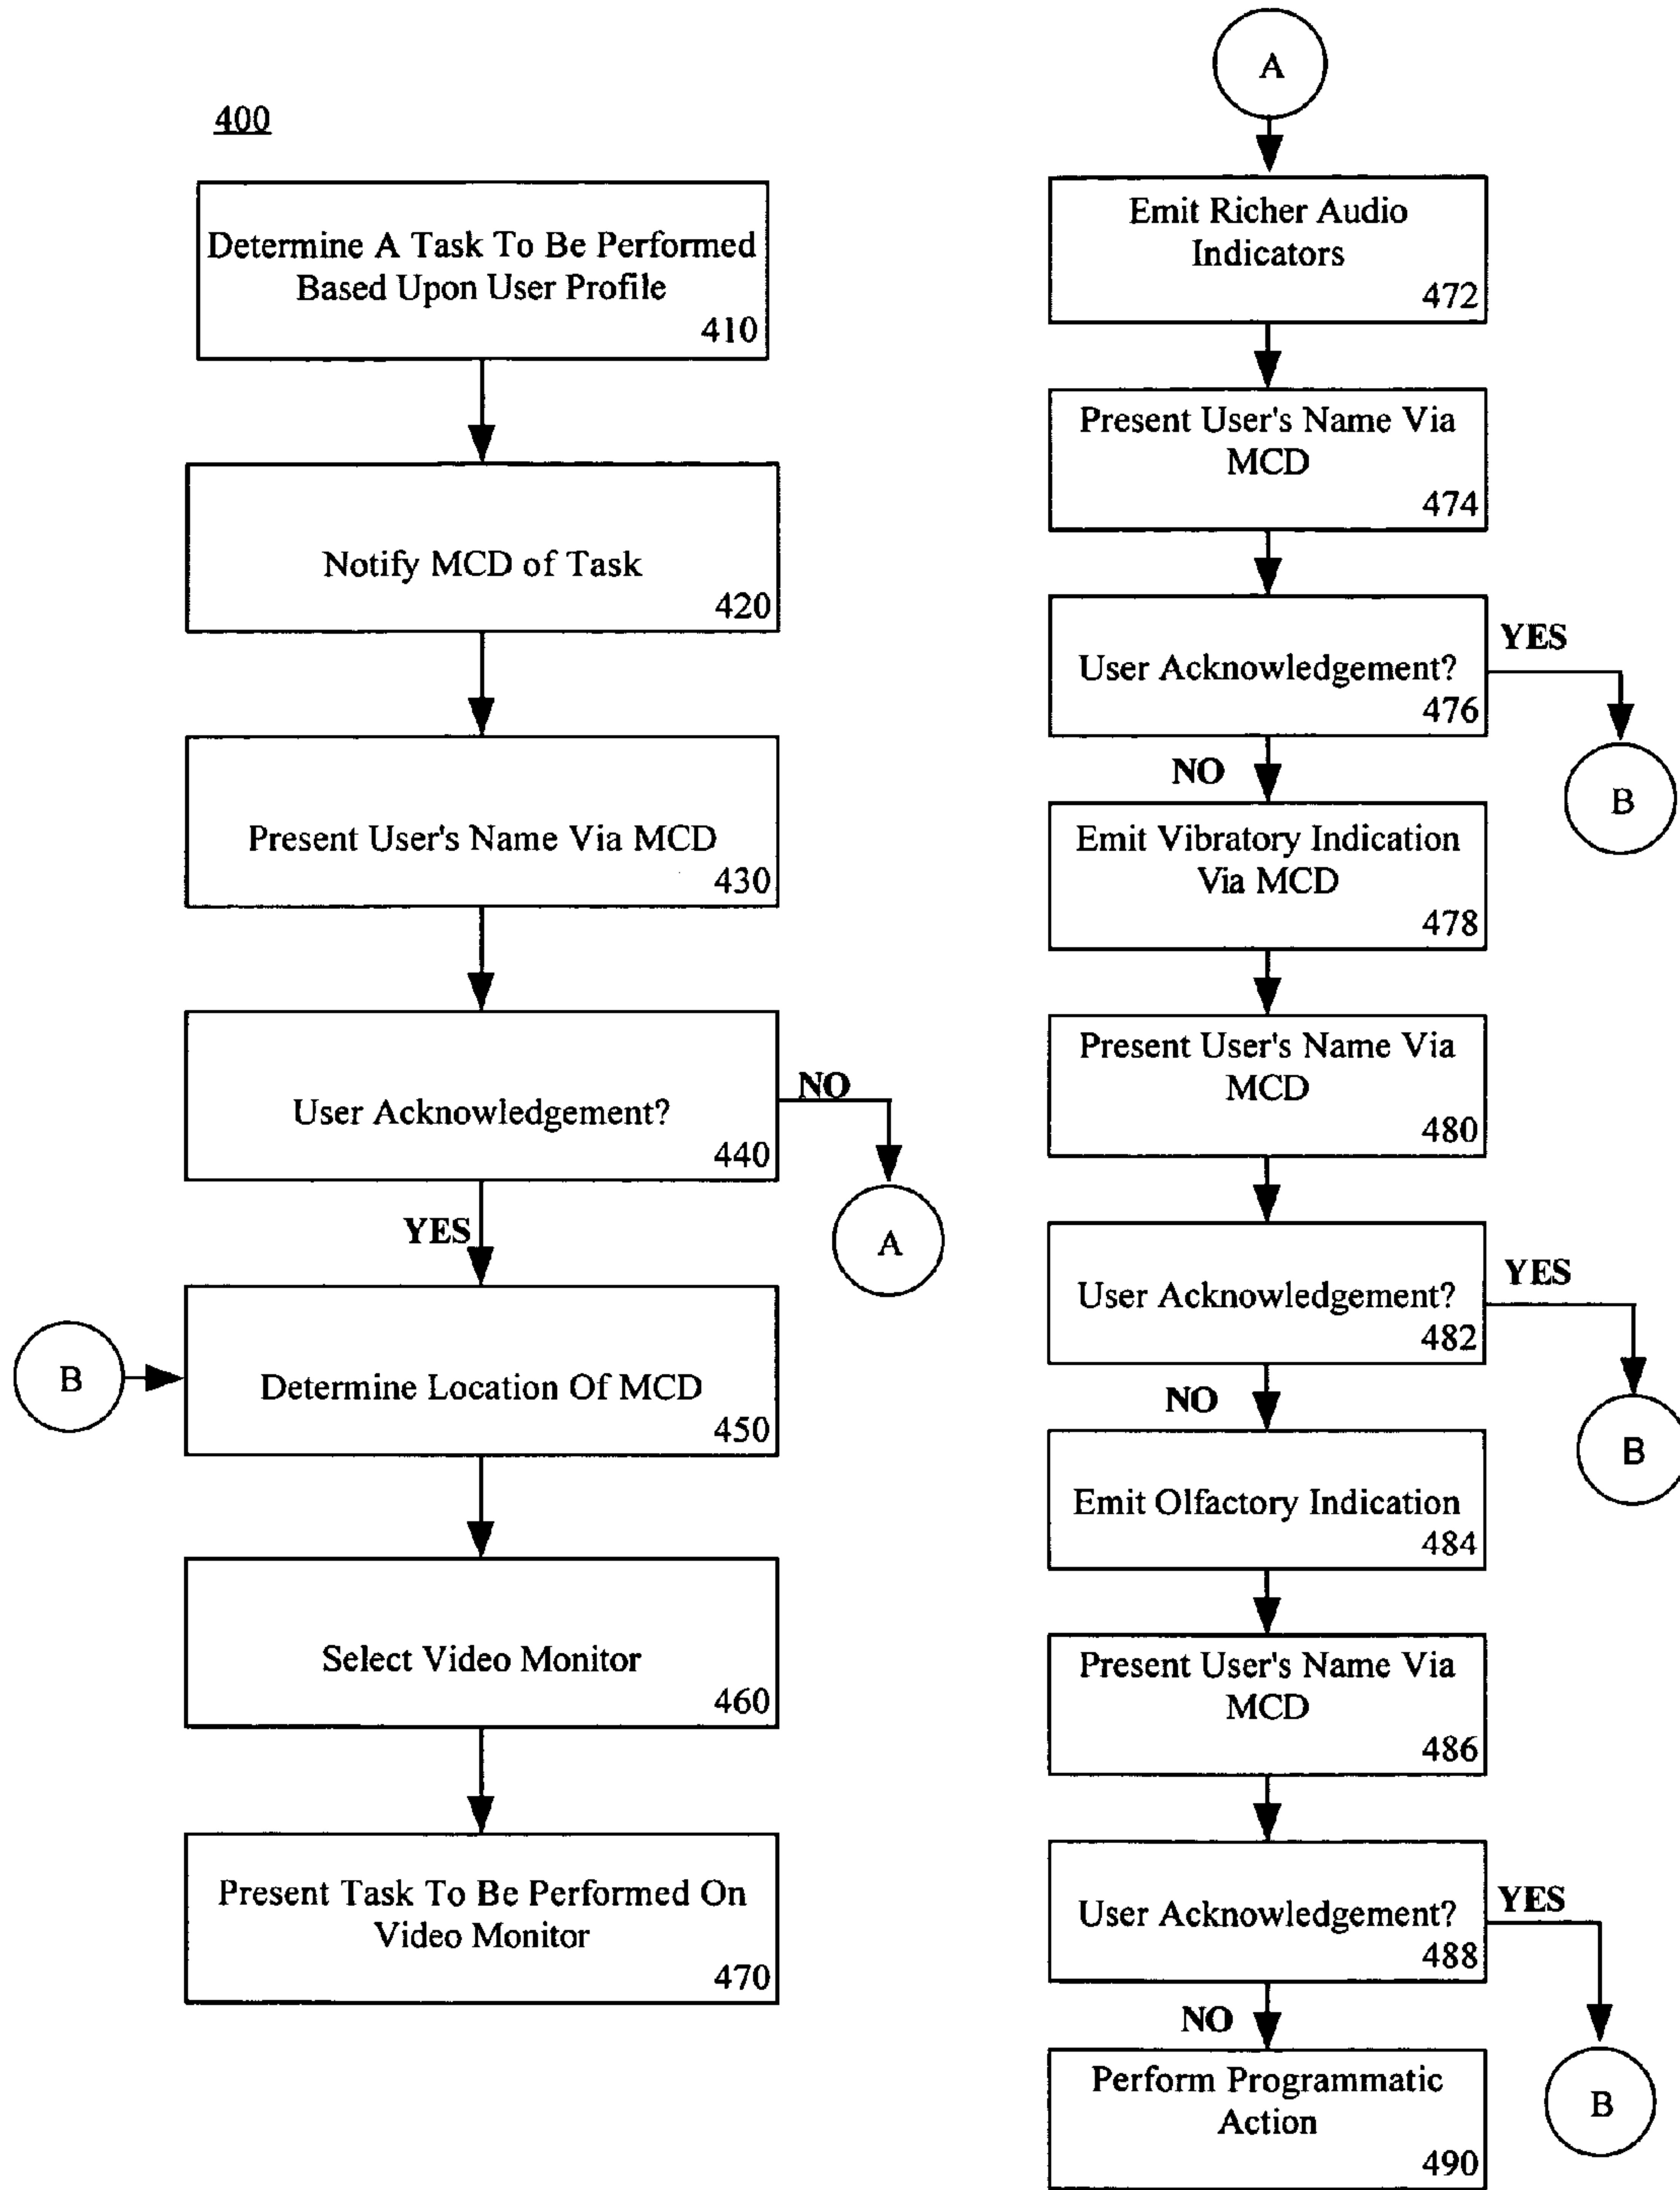 400
Determine A Task To Be Performed
Based Upon User Profile
410
Notify MCD of Task
420
Present User's Name Via MCD
430
User Acknowledgement?
440
NO
A
YES
B
Determine Location Of MCD
450
Select Video Monitor
460
Present Task To Be Performed On
Video Monitor
470
A
Emit Richer Audio
Indicators
472
Present User's Name Via
MCD
474
User Acknowledgement?
476
YES
B
NO
Emit Vibratory Indication
Via MCD
478
Present User's Name Via
MCD
480
User Acknowledgement?
482
YES
B
NO
Emit Olfactory Indication
484
Present User's Name Via
MCD
486
User Acknowledgement?
488
YES
B
NO
Perform Programmatic
Action
490